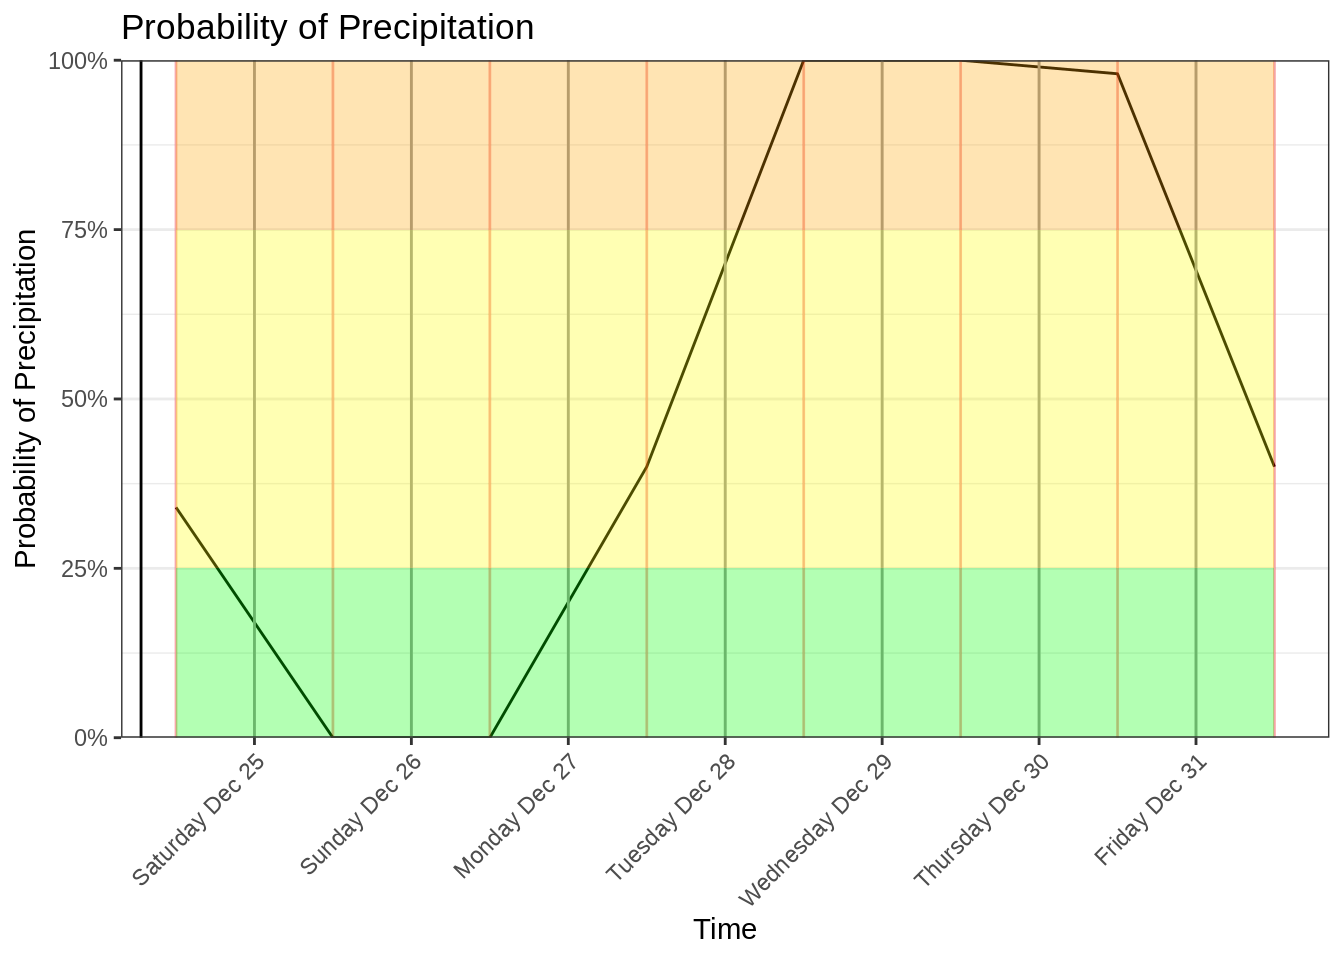 Probability of Precipitation
Probability of Precipitation
100%
75%
50%
25%
0%
Saturday Dec 25
Sunday Dec 26
Monday Dec 27
Tuesday Dec 28
Wednesday Dec 29
Thursday Dec 30
Friday Dec 31
Time